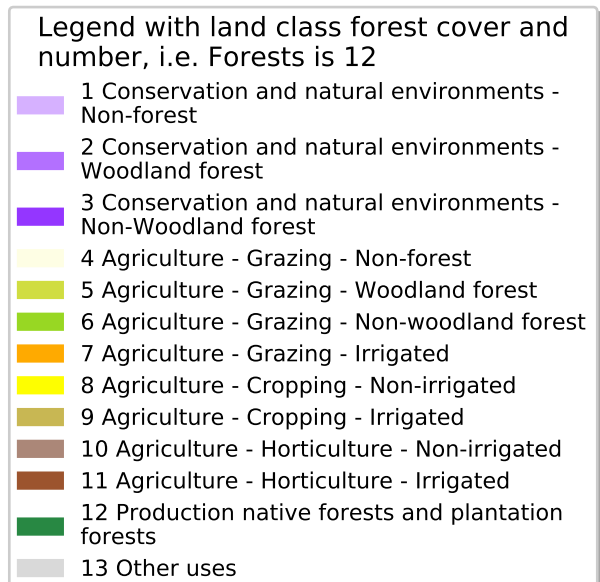 Legend with land class forest cover and
number, i.e. Forests is 12
1 Conservation and natural environments -
Non-forest
2 Conservation and natural environments -
Woodland forest
3 Conservation and natural environments -
Non-Woodland forest
4 Agriculture - Grazing - Non-forest
5 Agriculture - Grazing - Woodland forest
6 Agriculture - Grazing - Non-woodland forest
7 Agriculture - Grazing - Irrigated
8 Agriculture - Cropping - Non-irrigated
9 Agriculture - Cropping - Irrigated
10 Agriculture - Horticulture - Non-irrigated
11 Agriculture - Horticulture - Irrigated
12 Production native forests and plantation
forests
13 Other uses